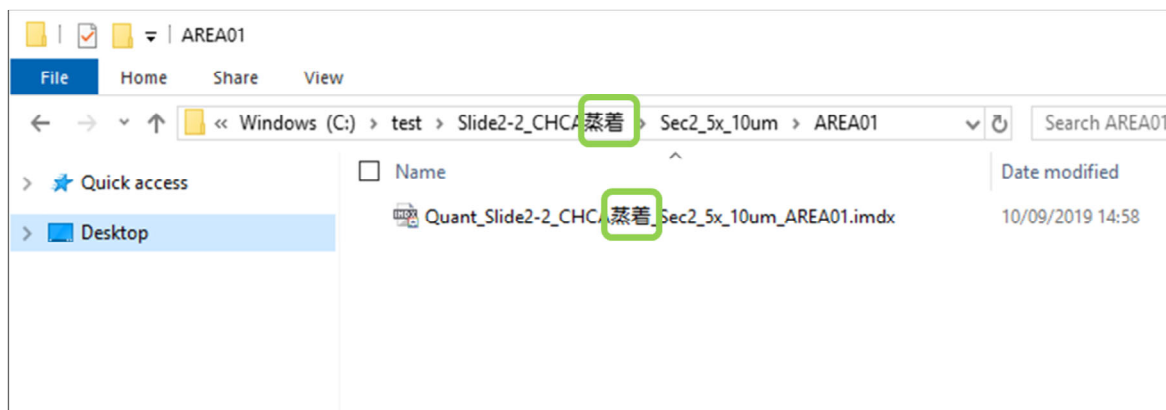 AREA01
File Home Share View
« Windows (C:) › test › Slide2-2_CHCA蒸着 › Sec2_5x_10um › AREA01 Search AREA01
Quick access Name Date modified
Quant_Slide2-2_CHCA蒸着_Sec2_5x_10um_AREA01.imdx 10/09/2019 14:58
Desktop